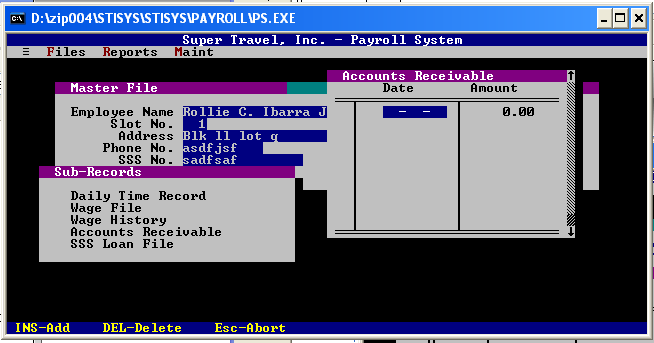 D:\zip004\STISYS\STISYS\PAYROLL\PS.EXE
Super Travel, Inc. - Payroll System
≡ Files Reports Maint
Master File
Employee Name Rollie C. Ibarra J
Slot No. 1
Address Blk ll lot q
Phone No. asdfjsf
SSS No. sadfsaf
Sub-Records
Daily Time Record
Wage File
Wage History
Accounts Receivable
SSS Loan File
Accounts Receivable
Date Amount
- - 0.00
INS-Add DEL-Delete Esc-Abort